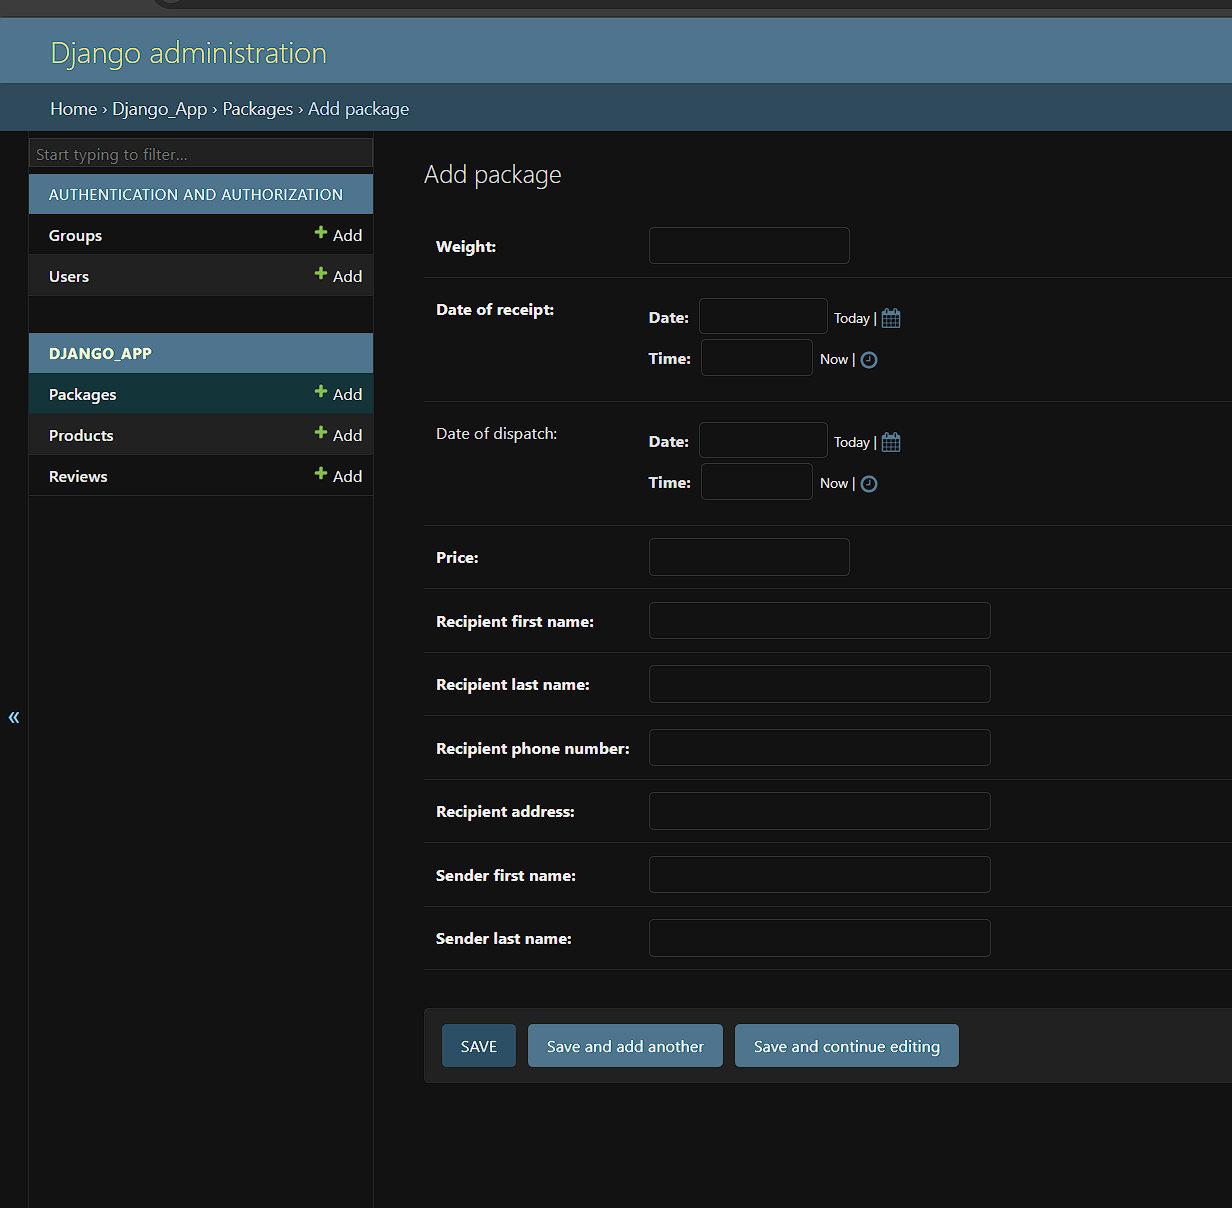 Django administration
Home › Django_App › Packages › Add package
Start typing to filter...
AUTHENTICATION AND AUTHORIZATION
Groups + Add
Users + Add
DJANGO_APP
Packages + Add
Products + Add
Reviews + Add
«
Add package
Weight:
Date of receipt:
Date: Today |
Time: Now |
Date of dispatch:
Date: Today |
Time: Now |
Price:
Recipient first name:
Recipient last name:
Recipient phone number:
Recipient address:
Sender first name:
Sender last name:
SAVE Save and add another Save and continue editing